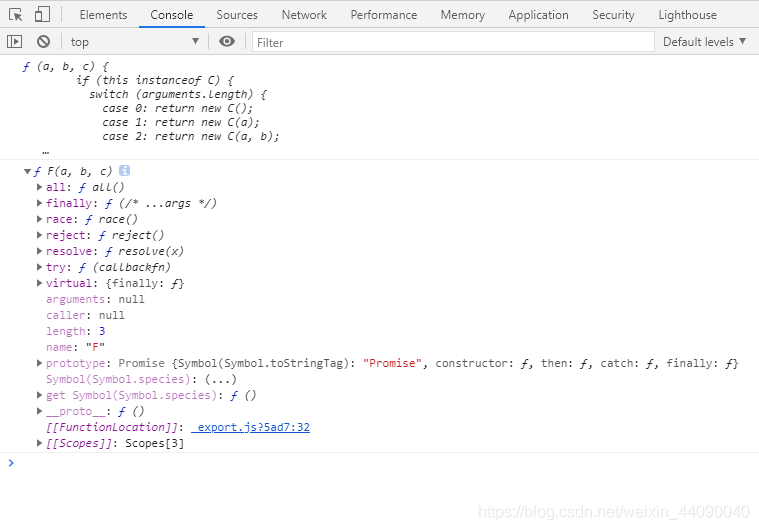 Elements Console Sources Network Performance Memory Application Security Lighthouse
top Filter Default levels
ƒ (a, b, c) {
if (this instanceof C) {
switch (arguments.length) {
case 0: return new C();
case 1: return new C(a);
case 2: return new C(a, b);
…
ƒ F(a, b, c) i
all: ƒ all()
finally: ƒ (/* ...args */)
race: ƒ race()
reject: ƒ reject()
resolve: ƒ resolve(x)
try: ƒ (callbackfn)
virtual: {finally: ƒ}
arguments: null
caller: null
length: 3
name: "F"
prototype: Promise {Symbol(Symbol.toStringTag): "Promise", constructor: ƒ, then: ƒ, catch: ƒ, finally: ƒ}
Symbol(Symbol.species): (...)
get Symbol(Symbol.species): ƒ ()
__proto__: ƒ ()
[[FunctionLocation]]: _export.js?5ad7:32
[[Scopes]]: Scopes[3]
https://blog.csdn.net/weixin_44090040